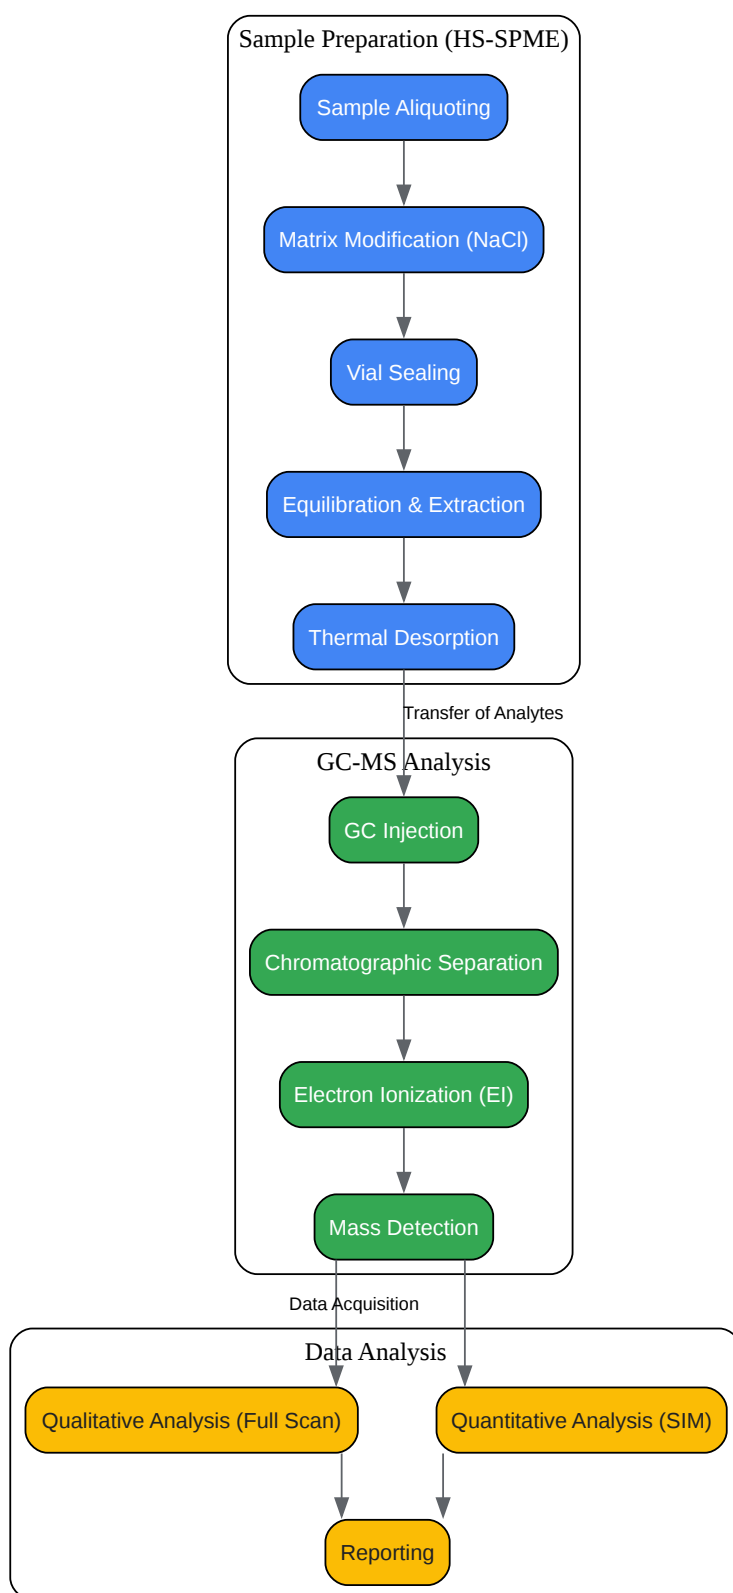 Sample Preparation (HS-SPME)
Sample Aliquoting
Matrix Modification (NaCl)
Vial Sealing
Equilibration & Extraction
Thermal Desorption
Transfer of Analytes
GC-MS Analysis
GC Injection
Chromatographic Separation
Electron Ionization (EI)
Mass Detection
Data Acquisition
Data Analysis
Qualitative Analysis (Full Scan)
Quantitative Analysis (SIM)
Reporting